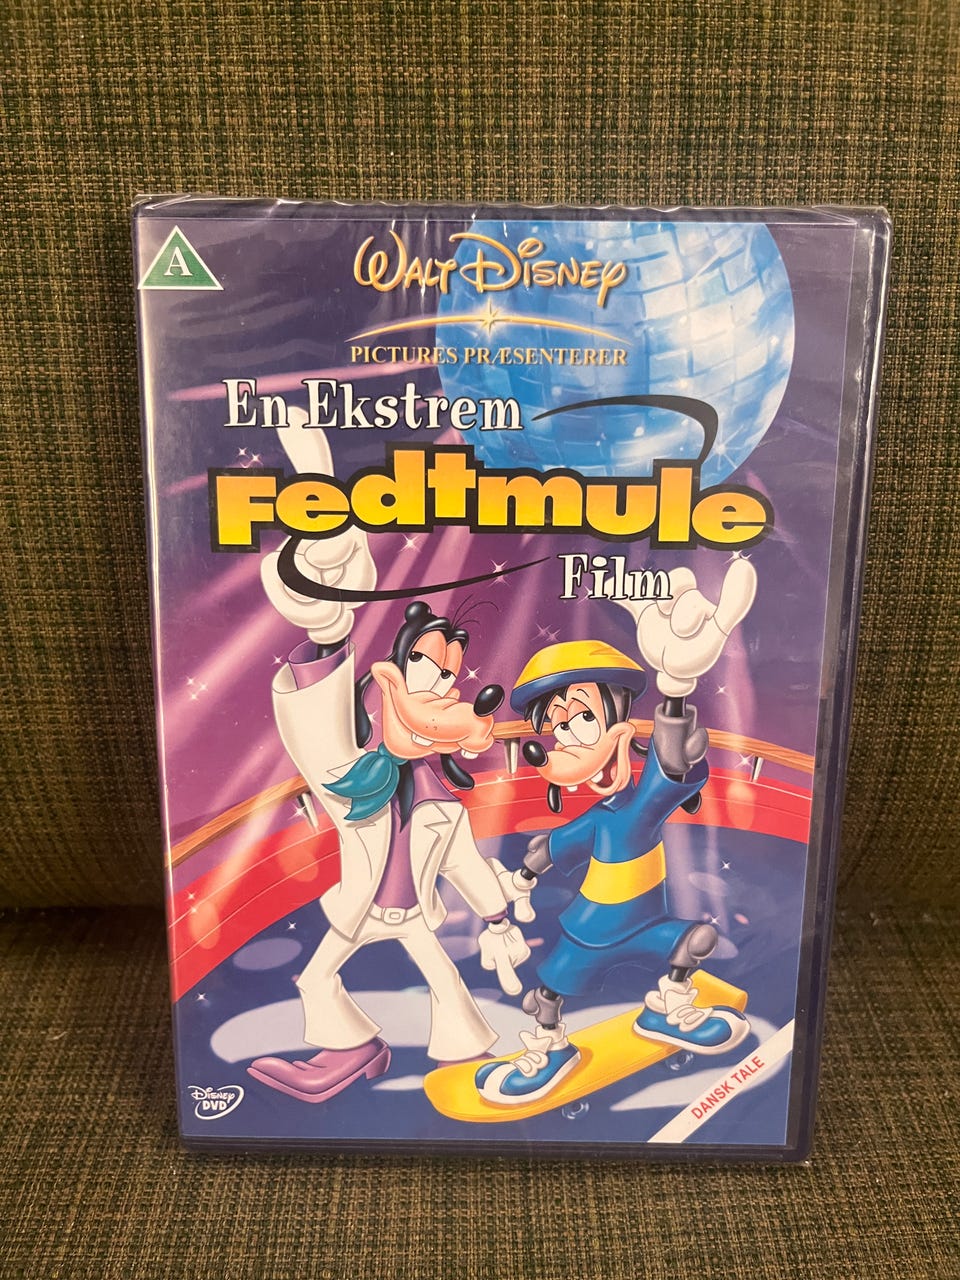 A
WALT DISNEY
PICTURES PRÆSENTERER
En Ekstrem
Fedtmule
Film
DISNEY
DVD
DANSK TALE